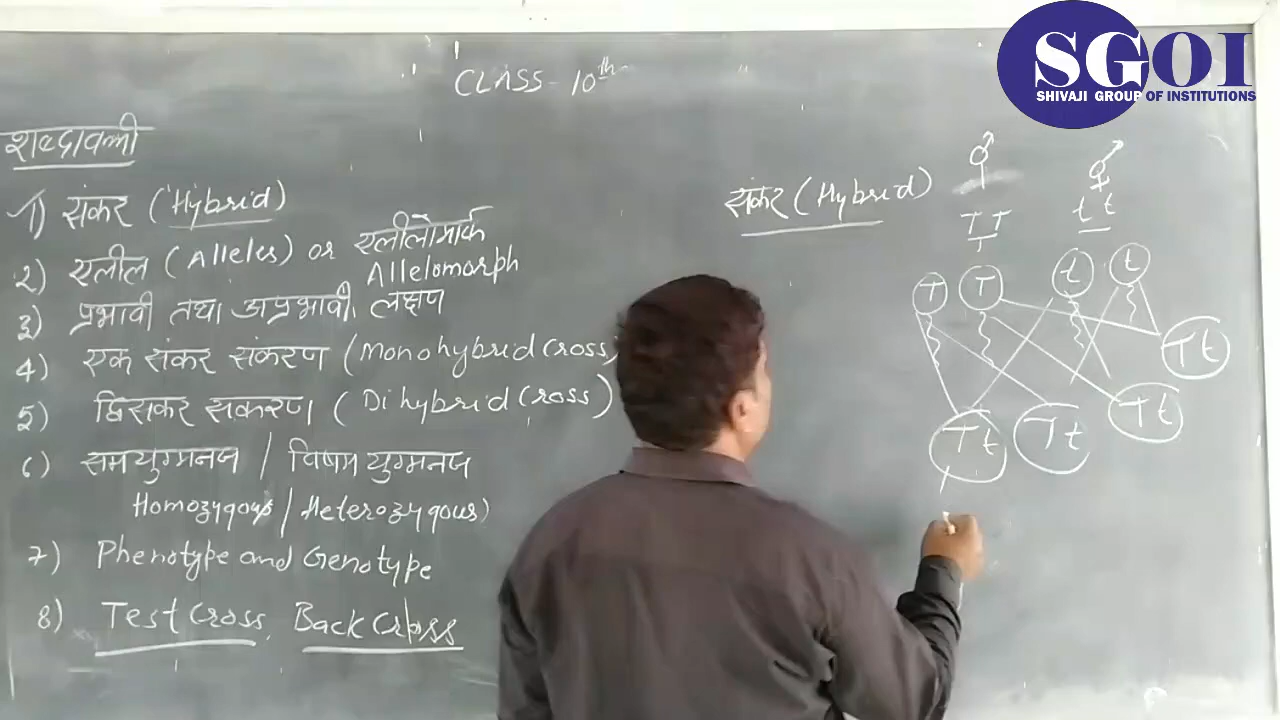 SGOI
SHIVAJI GROUP OF INSTITUTIONS
CLASS - 10th
शब्दावली
1) संकर (Hybrid)
2) एलील (Alleles) or एलीलोमार्फ
Allelomorph
3) प्रभावी तथा अप्रभावी लक्षण
4) एक संकर संकरण (Monohybrid Cross,
5) द्विसकर सकरण (Dihybrid Cross)
6) समयुग्मनज / विषम युग्मनज
Homozygous / Heterozygous)
7) Phenotype and Genotype
8) Test Cross, Back Cross
संकर (Hybrid)
TT tt
T
T T t t
Tt
Tt
Tt Tt